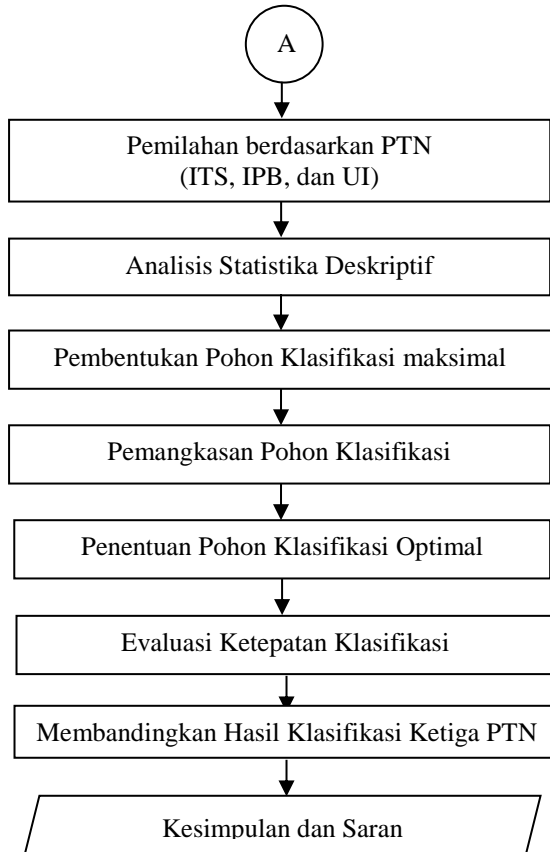 A
Pemilahan berdasarkan PTN
(ITS, IPB, dan UI)
Analisis Statistika Deskriptif
Pembentukan Pohon Klasifikasi maksimal
Pemangkasan Pohon Klasifikasi
Penentuan Pohon Klasifikasi Optimal
Evaluasi Ketepatan Klasifikasi
Membandingkan Hasil Klasifikasi Ketiga PTN
Kesimpulan dan Saran